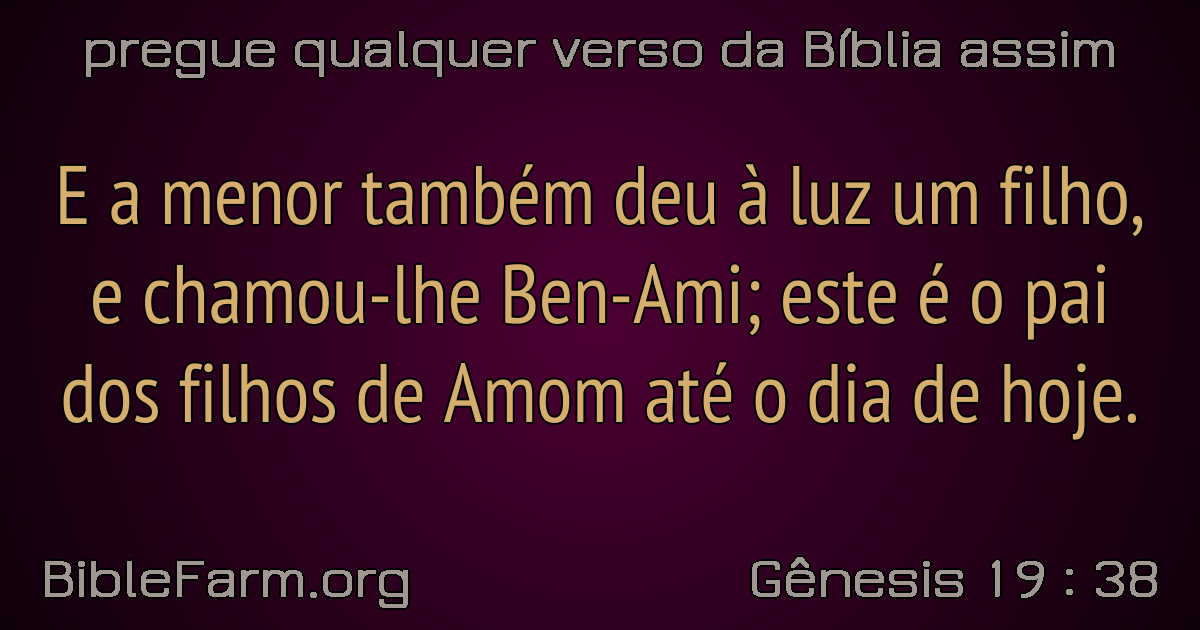 pregue qualquer verso da Bíblia assim
E a menor também deu à luz um filho,
e chamou-lhe Ben-Ami; este é o pai
dos filhos de Amom até o dia de hoje.
BibleFarm.org
Gênesis 19 : 38